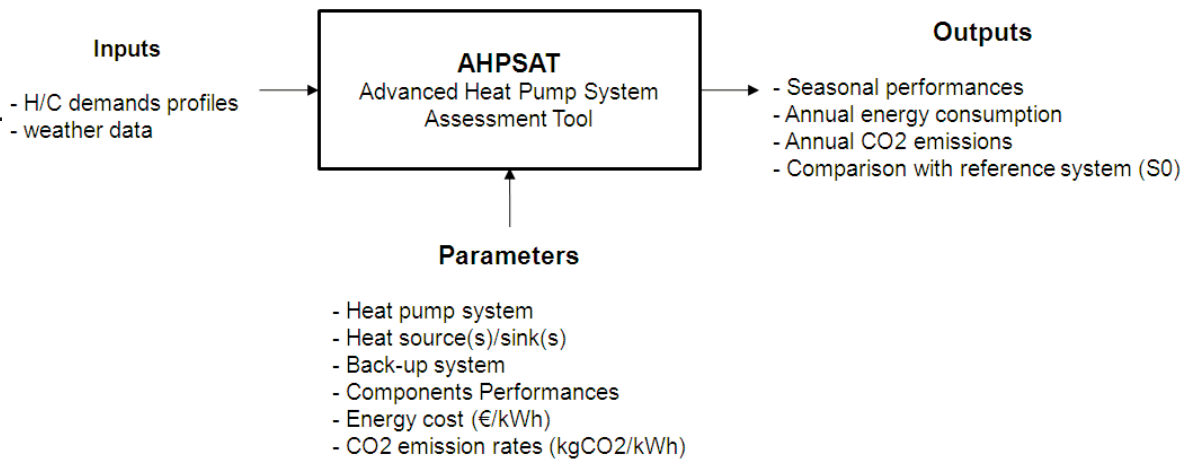 Inputs
- H/C demands profiles
- weather data
AHPSAT
Advanced Heat Pump System
Assessment Tool
Outputs
- Seasonal performances
- Annual energy consumption
- Annual CO2 emissions
- Comparison with reference system (S0)
Parameters
- Heat pump system
- Heat source(s)/sink(s)
- Back-up system
- Components Performances
- Energy cost (€/kWh)
- CO2 emission rates (kgCO2/kWh)